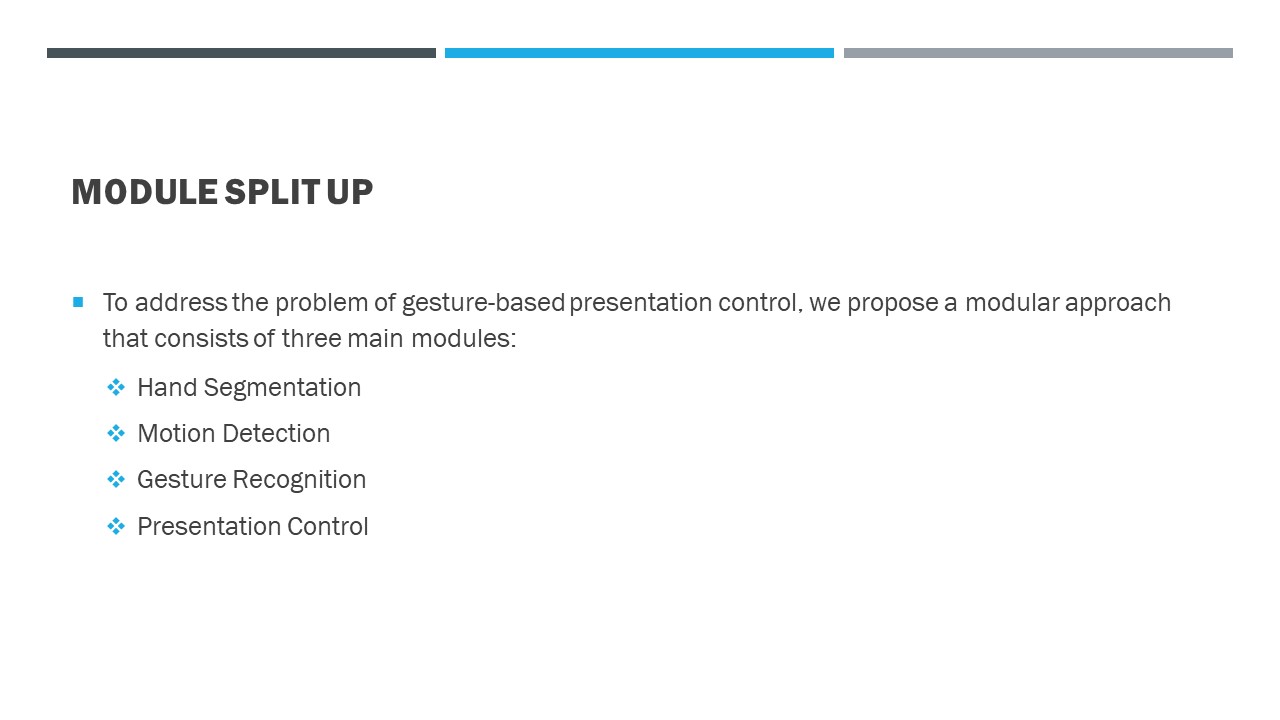 MODULE SPLIT UP
To address the problem of gesture-based presentation control, we propose a modular approach
that consists of three main modules:
Hand Segmentation
Motion Detection
Gesture Recognition
Presentation Control